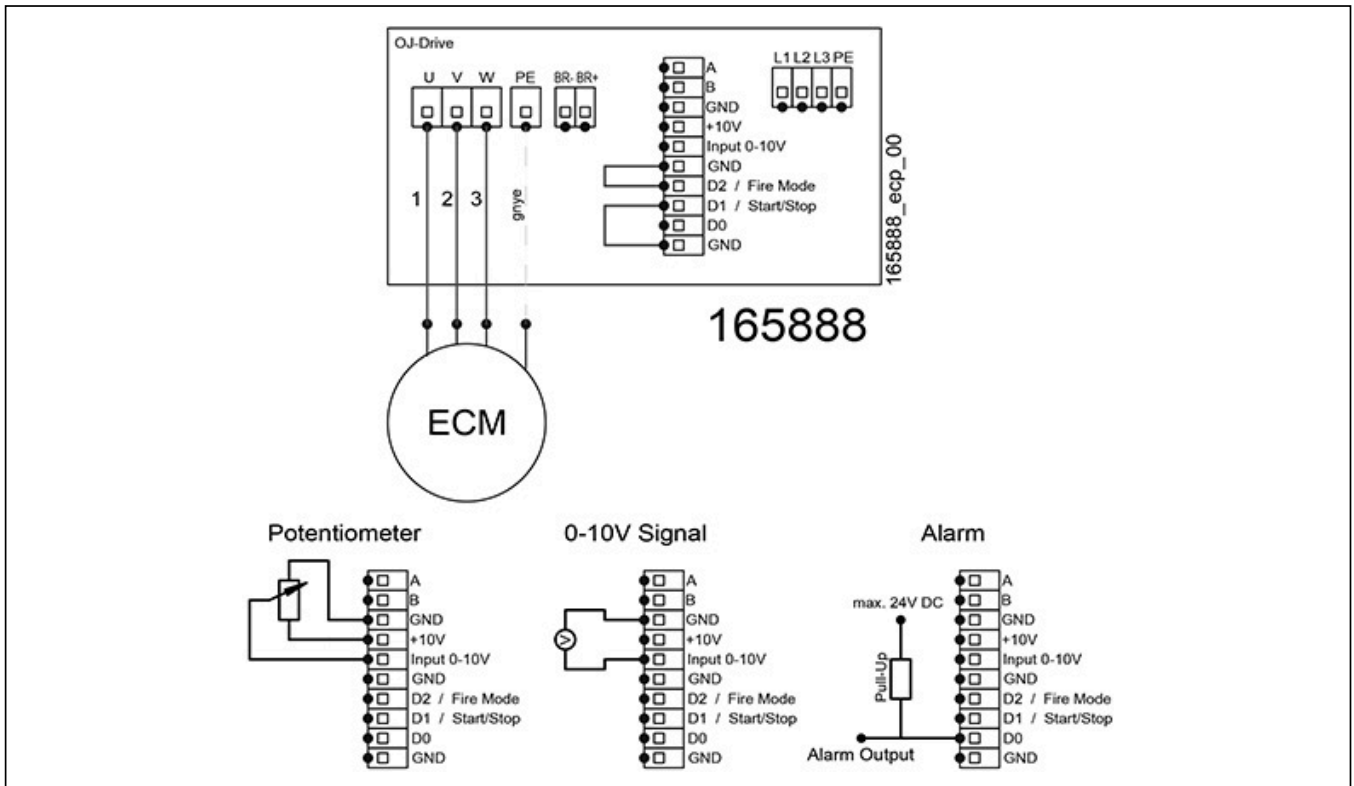 OJ-Drive
U V W PE BR- BR+
L1 L2 L3 PE
A
B
GND
+10V
Input 0-10V
GND
D2 / Fire Mode
D1 / Start/Stop
D0
GND
1 2 3 gnye
165888_ecp_00
165888
ECM
Potentiometer
A
B
GND
+10V
Input 0-10V
GND
D2 / Fire Mode
D1 / Start/Stop
D0
GND
0-10V Signal
V
A
B
GND
+10V
Input 0-10V
GND
D2 / Fire Mode
D1 / Start/Stop
D0
GND
Alarm
max. 24V DC
Pull-Up
Alarm Output
A
B
GND
+10V
Input 0-10V
GND
D2 / Fire Mode
D1 / Start/Stop
D0
GND